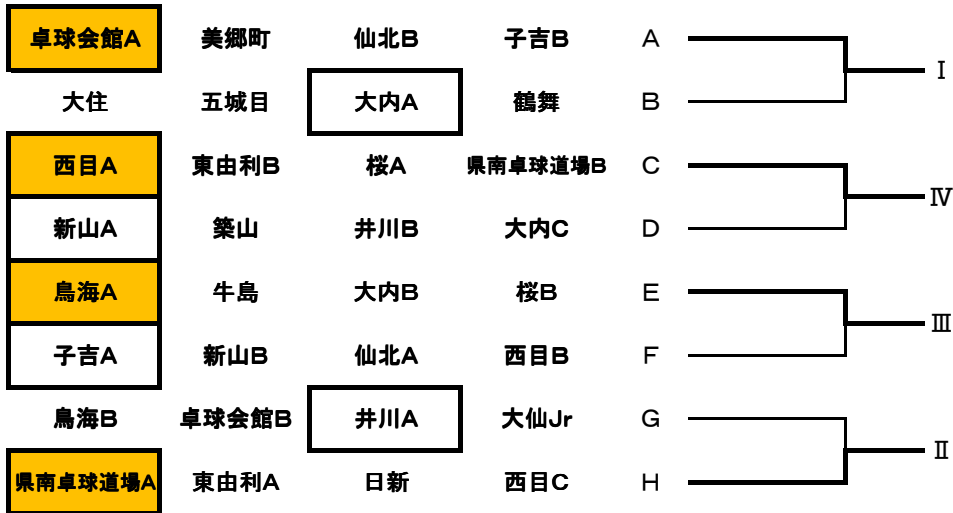 卓球会館A 美郷町 仙北B 子吉B A
Ⅰ
大住 五城目 大内A 鶴舞 B
西目A 東由利B 桜A 県南卓球道場B C
Ⅳ
新山A 築山 井川B 大内C D
鳥海A 牛島 大内B 桜B E
Ⅲ
子吉A 新山B 仙北A 西目B F
鳥海B 卓球会館B 井川A 大仙Jr G
Ⅱ
県南卓球道場A 東由利A 日新 西目C H